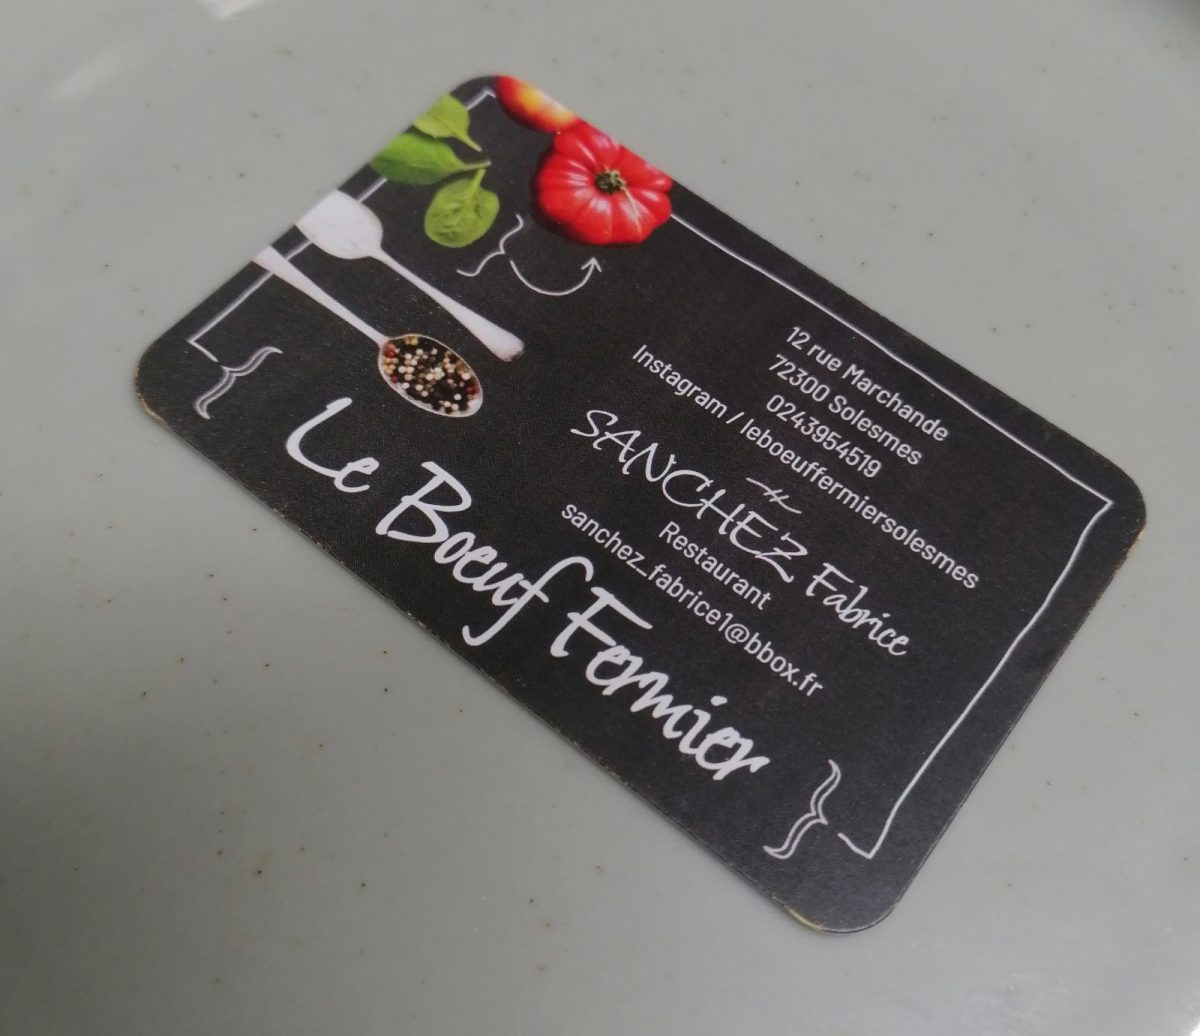 12 rue Marchande
72300 Solesmes
0243954519
Instagram / leboeuffermiersolesmes
SANCHEZ Fabrice
Restaurant
sanchez_fabrice1@bbox.fr
Le Boeuf Fermier